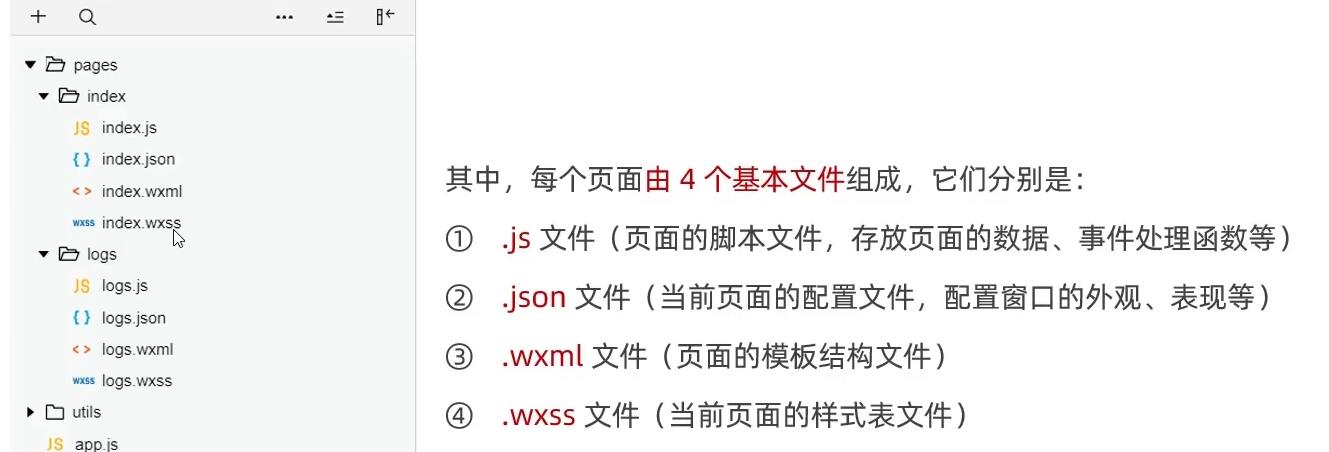 pages
index
JS index.js
{ } index.json
< > index.wxml
wxss index.wxss
logs
JS logs.js
{ } logs.json
< > logs.wxml
wxss logs.wxss
utils
JS app.js
其中，每个页面由 4 个基本文件组成，它们分别是：
① .js 文件（页面的脚本文件，存放页面的数据、事件处理函数等）
② .json 文件（当前页面的配置文件，配置窗口的外观、表现等）
③ .wxml 文件（页面的模板结构文件）
④ .wxss 文件（当前页面的样式表文件）